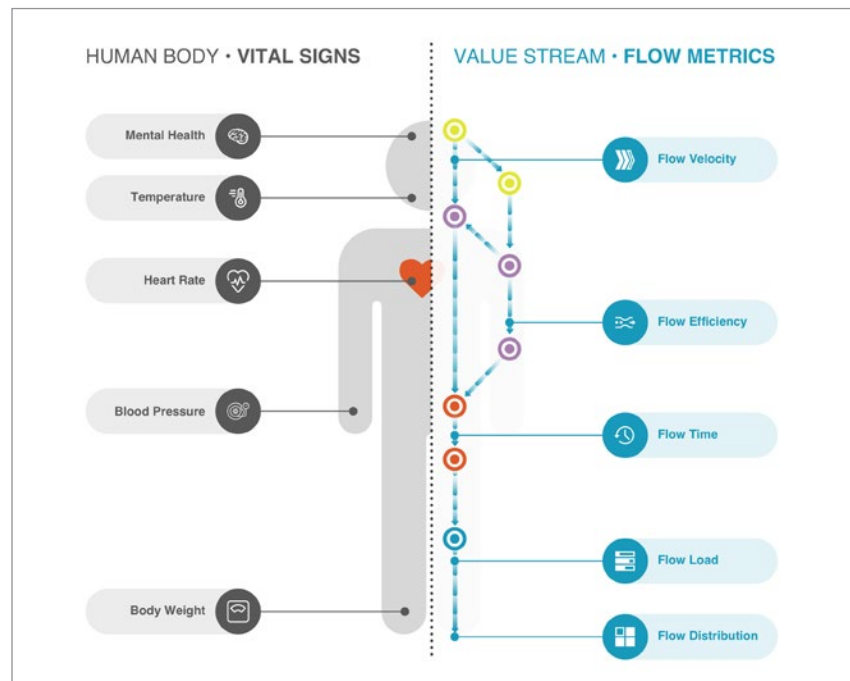 HUMAN BODY • VITAL SIGNS
Mental Health
Temperature
Heart Rate
Blood Pressure
Body Weight
VALUE STREAM • FLOW METRICS
Flow Velocity
Flow Efficiency
Flow Time
Flow Load
Flow Distribution